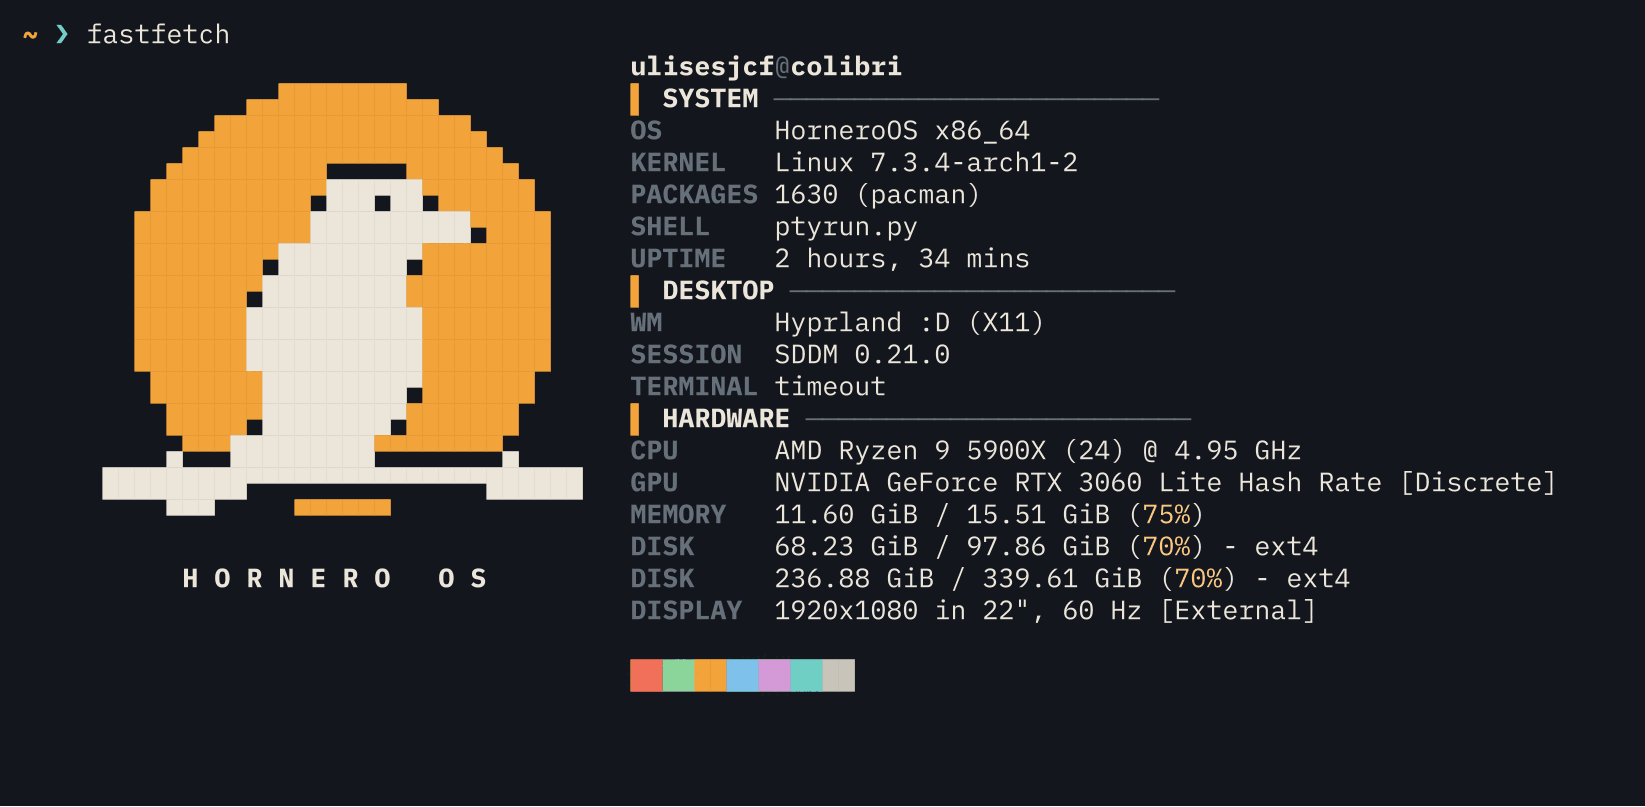 ~ ❯ fastfetch
ulisesjcf@colibri
SYSTEM
OS HorneroOS x86_64
KERNEL Linux 7.3.4-arch1-2
PACKAGES 1630 (pacman)
SHELL ptyrun.py
UPTIME 2 hours, 34 mins
DESKTOP
WM Hyprland :D (X11)
SESSION SDDM 0.21.0
TERMINAL timeout
HARDWARE
CPU AMD Ryzen 9 5900X (24) @ 4.95 GHz
GPU NVIDIA GeForce RTX 3060 Lite Hash Rate [Discrete]
MEMORY 11.60 GiB / 15.51 GiB (75%)
DISK 68.23 GiB / 97.86 GiB (70%) - ext4
DISK 236.88 GiB / 339.61 GiB (70%) - ext4
DISPLAY 1920x1080 in 22", 60 Hz [External]
HORNERO OS